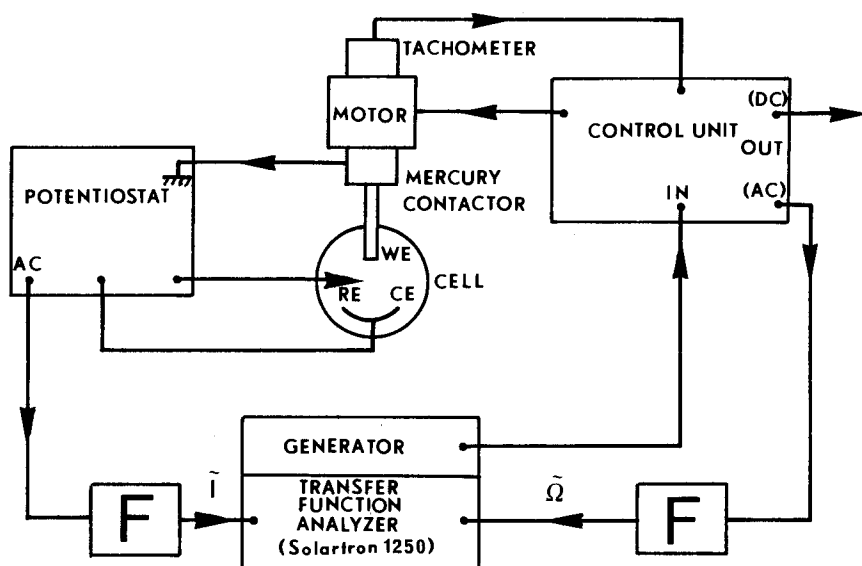 TACHOMETER
MOTOR
(DC)
CONTROL UNIT
OUT
MERCURY
CONTACTOR
POTENTIOSTAT
IN
(AC)
AC
WE
CELL
RE CE
GENERATOR
F
Ĩ
TRANSFER
FUNCTION
ANALYZER
(Solartron 1250)
Ω̃
F